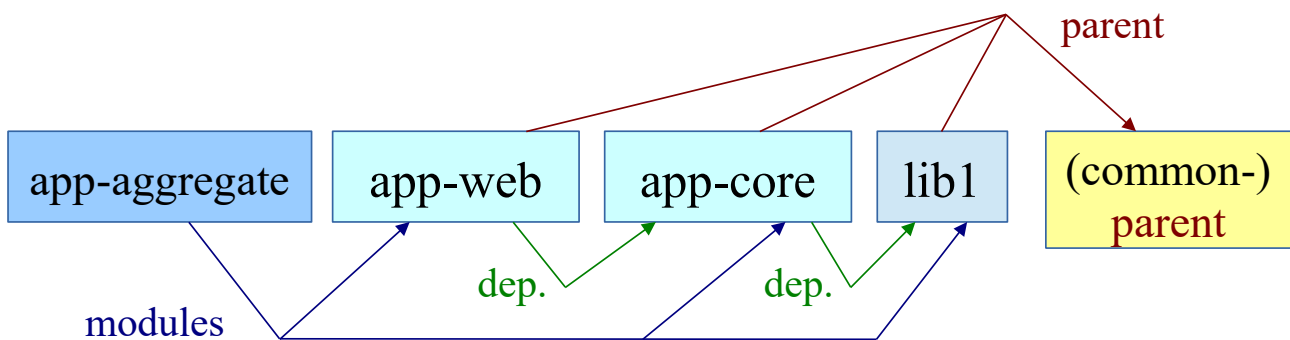 parent
app-aggregate
app-web
app-core
lib1
(common-)
parent
dep.
dep.
modules